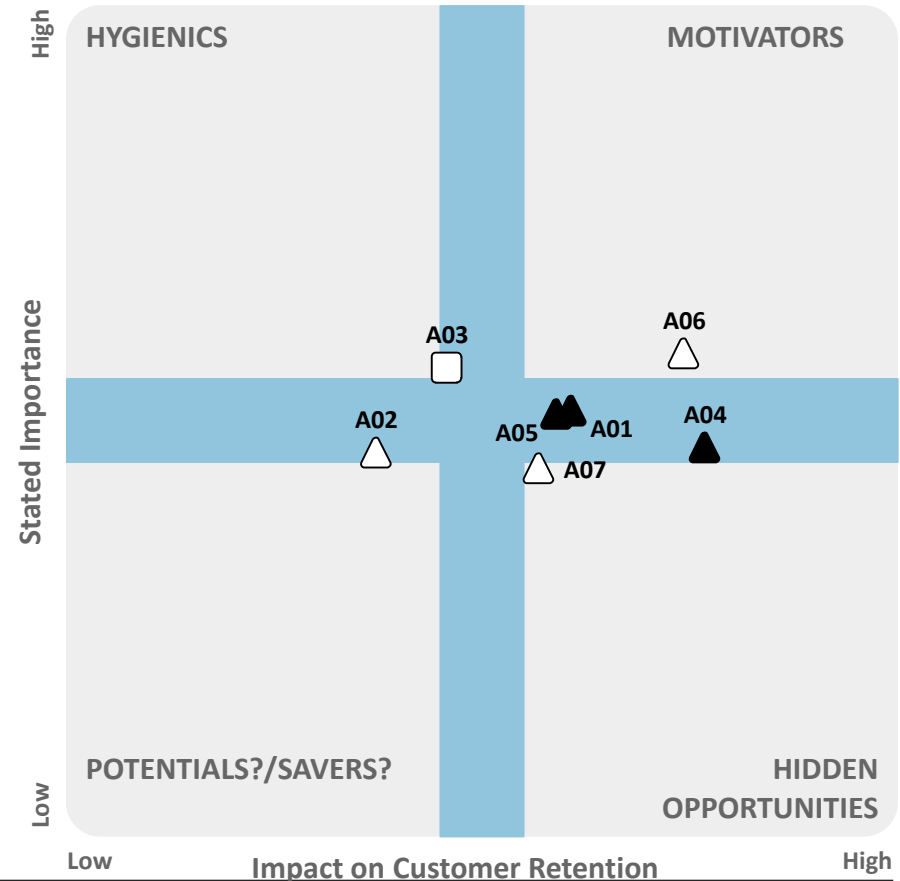 High
HYGIENICS
MOTIVATORS
A03
A06
A02
A05
A01
A04
A07
Stated Importance
POTENTIALS?/SAVERS?
HIDDEN
OPPORTUNITIES
Low
Low
Impact on Customer Retention
High